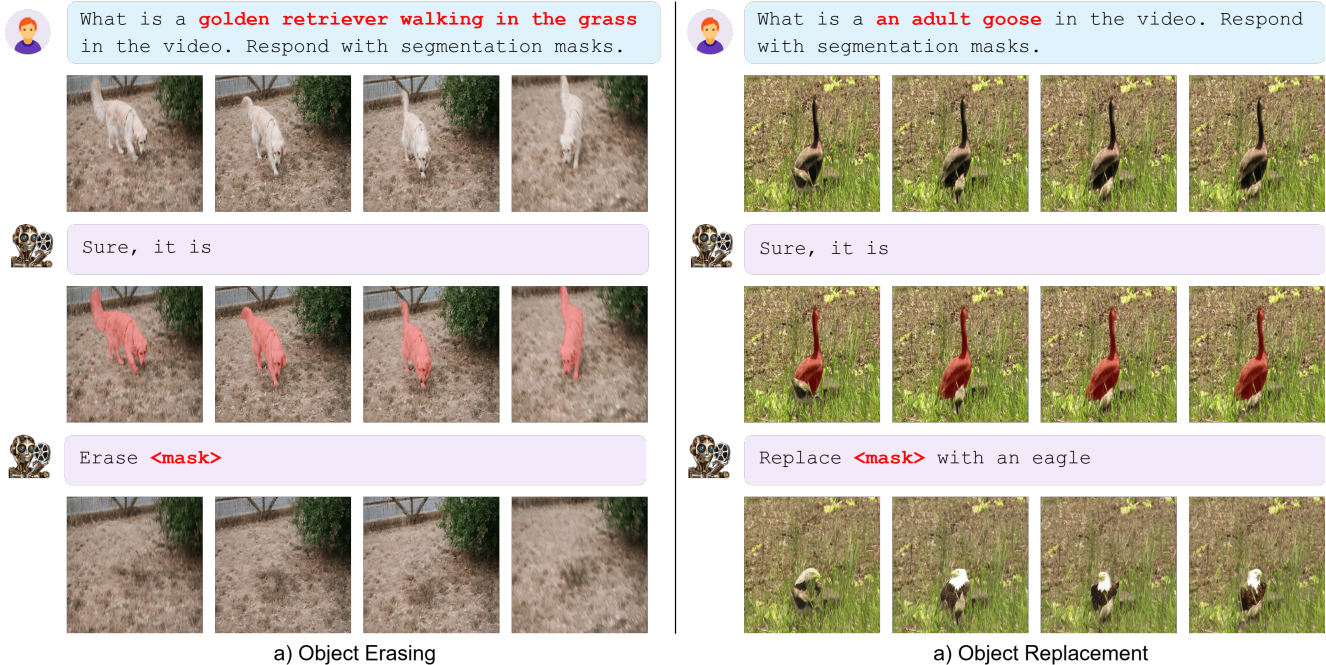 What is a golden retriever walking in the grass
in the video. Respond with segmentation masks.
Sure, it is
Erase <mask>
a) Object Erasing
What is a an adult goose in the video. Respond
with segmentation masks.
Sure, it is
Replace <mask> with an eagle
a) Object Replacement